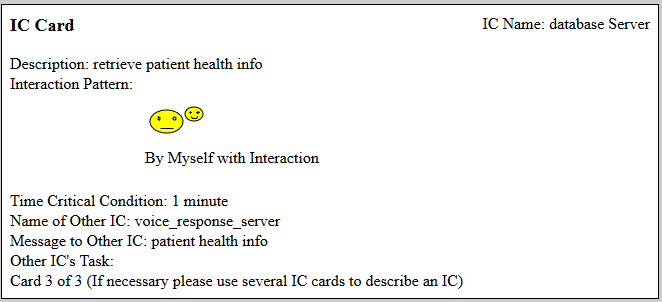 IC Card
IC Name: database Server
Description: retrieve patient health info
Interaction Pattern:
By Myself with Interaction
Time Critical Condition: 1 minute
Name of Other IC: voice_response_server
Message to Other IC: patient health info
Other IC's Task:
Card 3 of 3 (If necessary please use several IC cards to describe an IC)